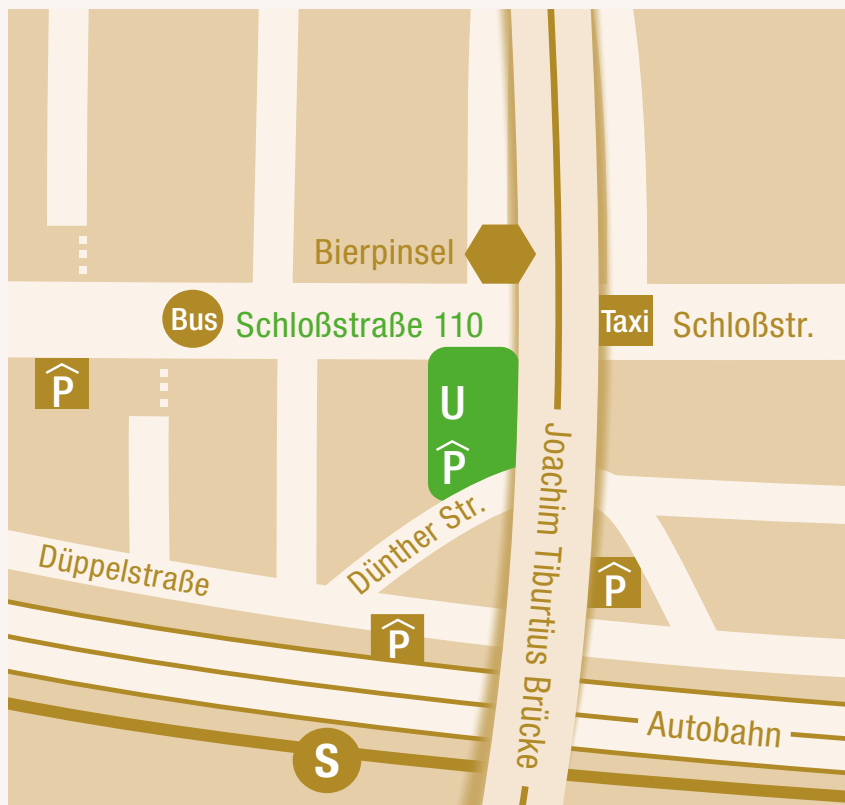 Bierpinsel
Bus
Schloßstraße 110
Taxi
Schloßstr.
P
U
P
Joachim Tiburtius Brücke
Dünther Str.
Düppelstraße
P
P
Autobahn
S